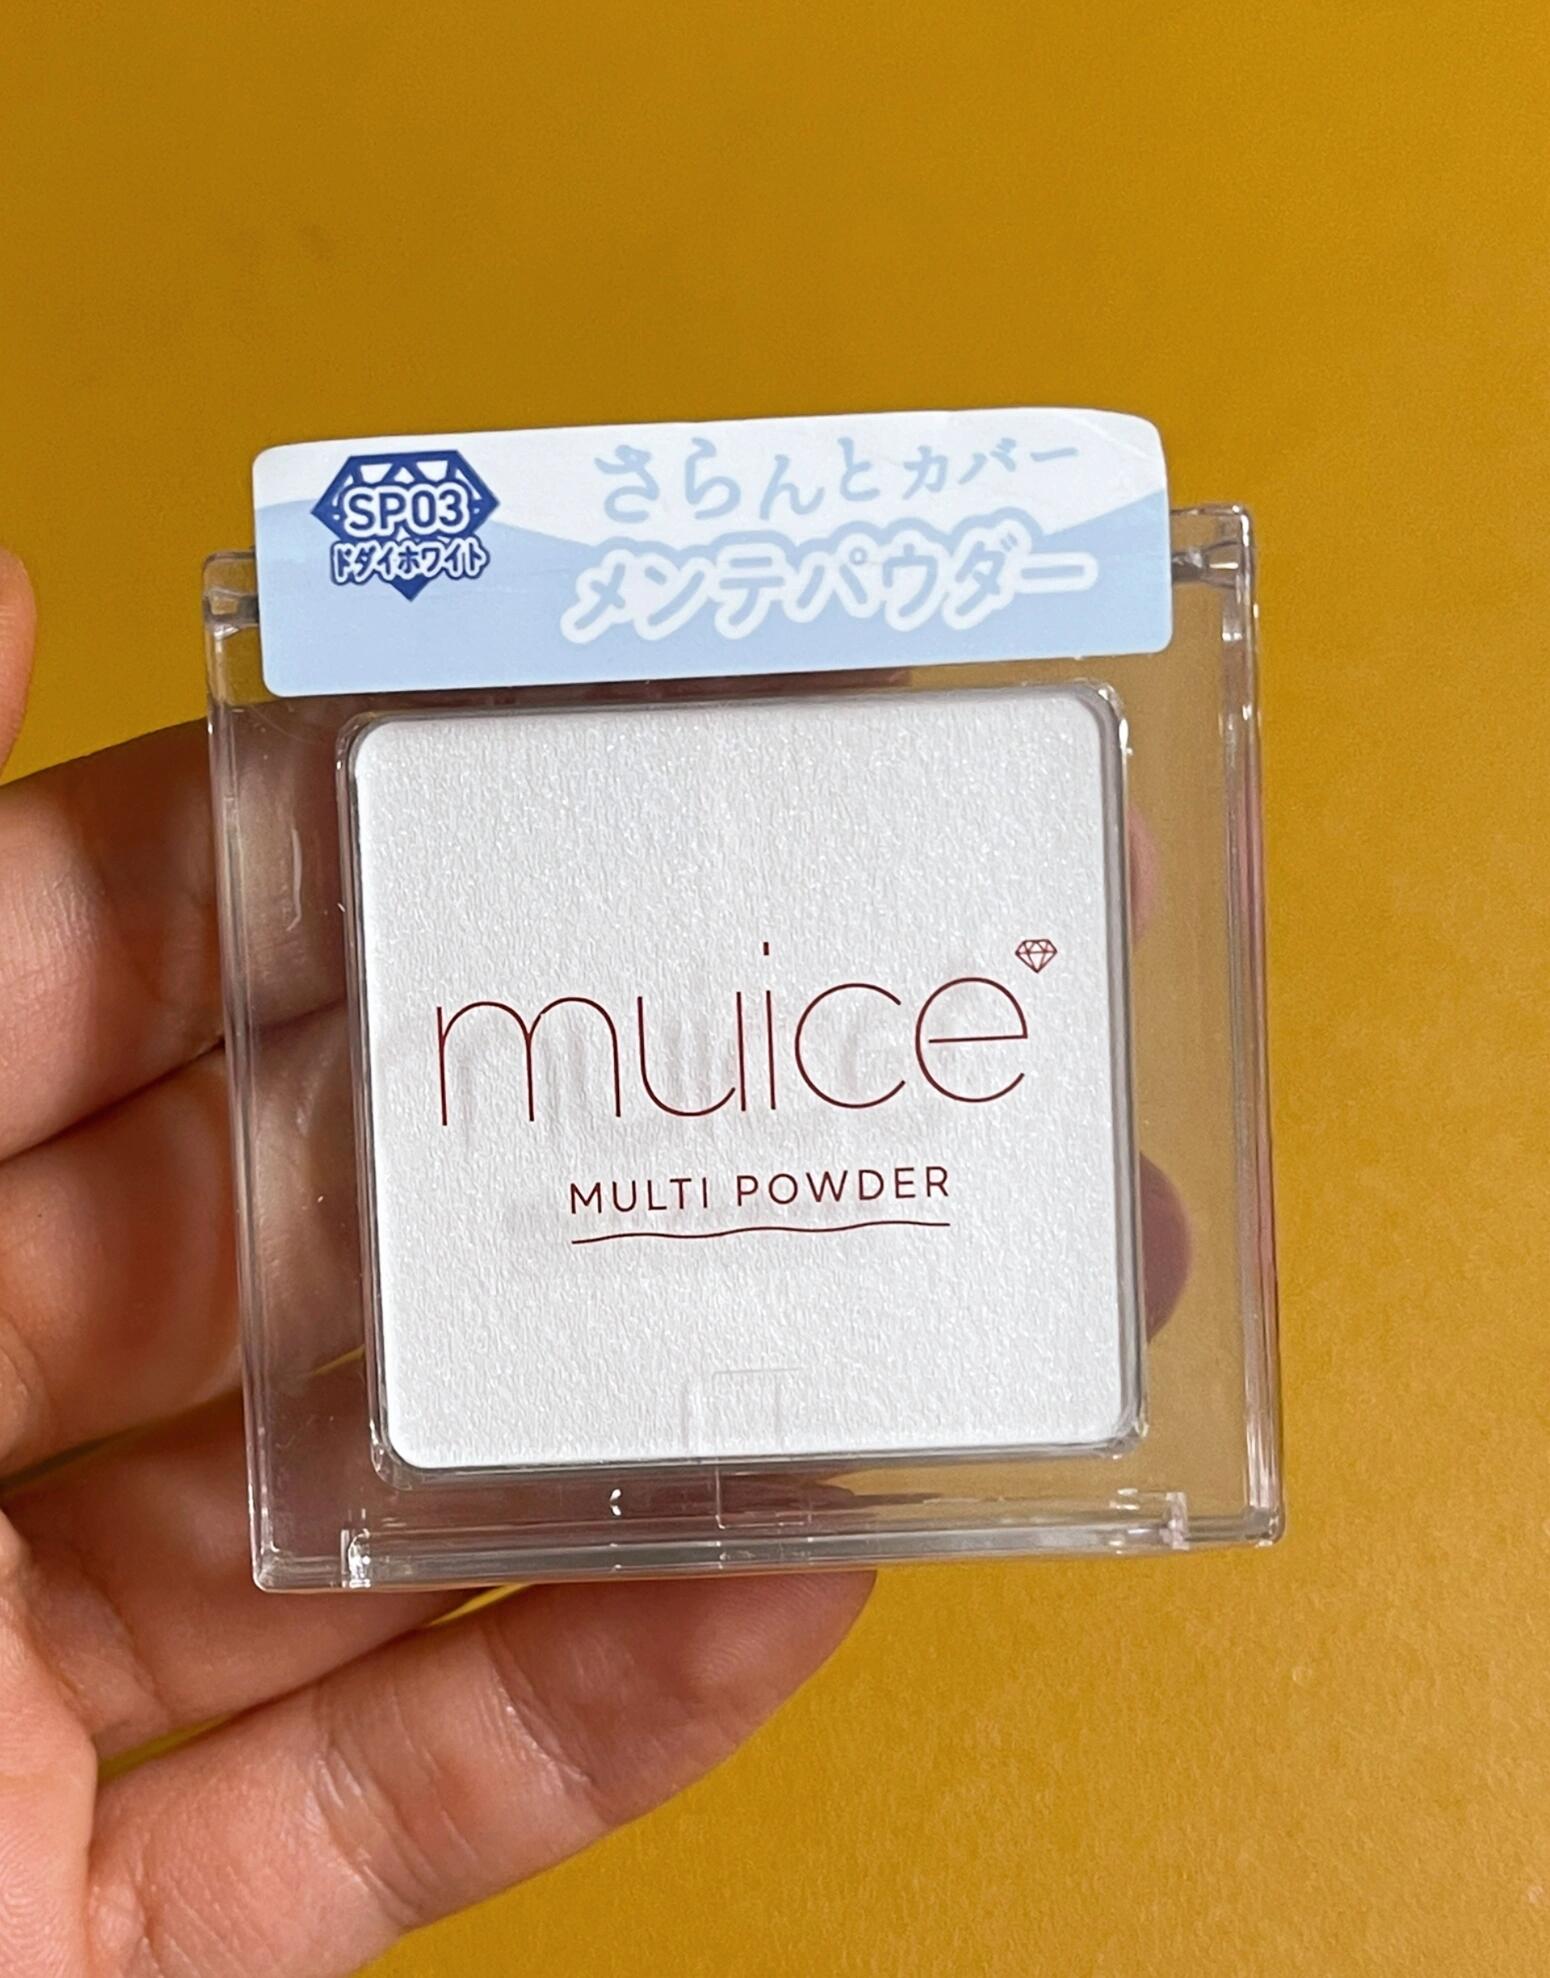 SP03
ドダイホワイト
さらんとカバー
メンテパウダー
muice
MULTI POWDER